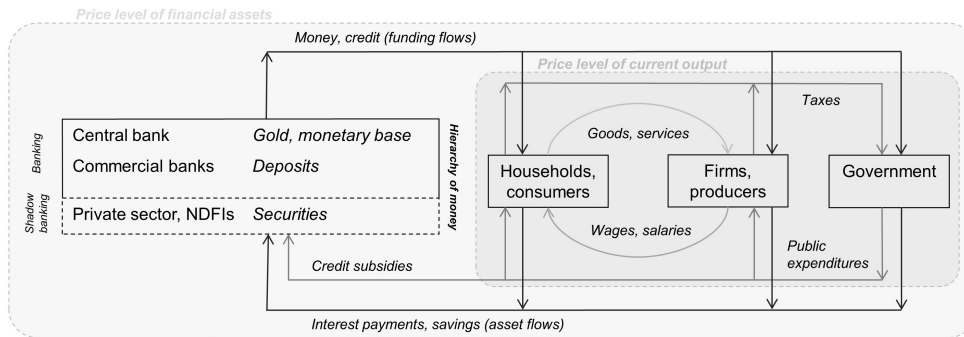 Price level of financial assets
Money, credit (funding flows)
Price level of current output
Taxes
Banking
Central bank Gold, monetary base
Commercial banks Deposits
Hierarchy of money
Goods, services
Households,
consumers
Firms,
producers
Government
Shadow
banking
Private sector, NDFIs Securities
Wages, salaries
Public
expenditures
Credit subsidies
Interest payments, savings (asset flows)